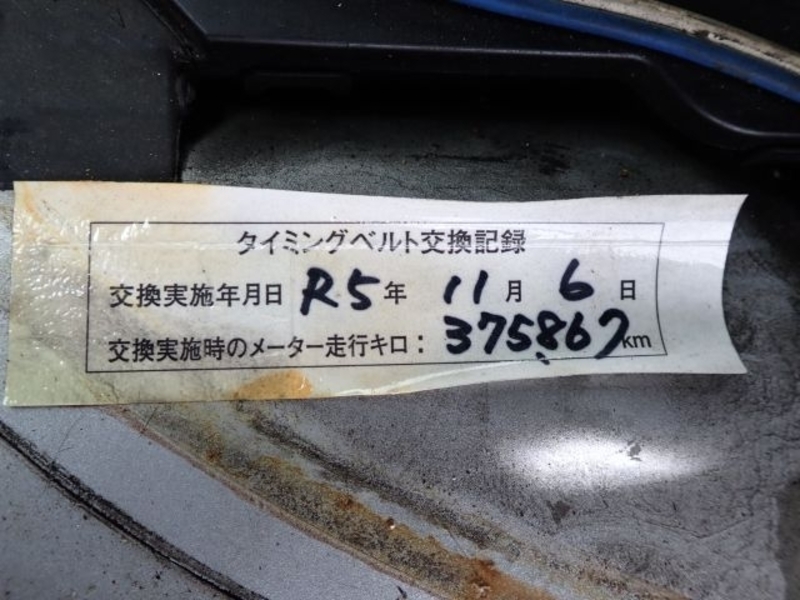 タイミングベルト交換記録
交換実施年月日 R5年 11月 6日
交換実施時のメーター走行キロ：375867km